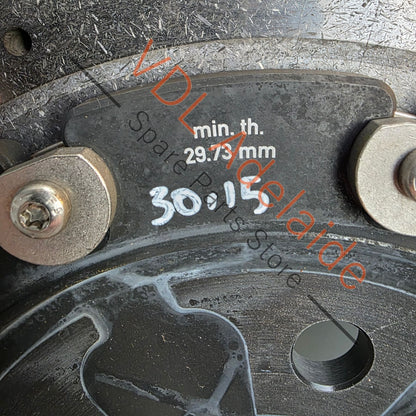 min. th.
29.73 mm
30.15
VDL Adelaide
Spare Parts Store